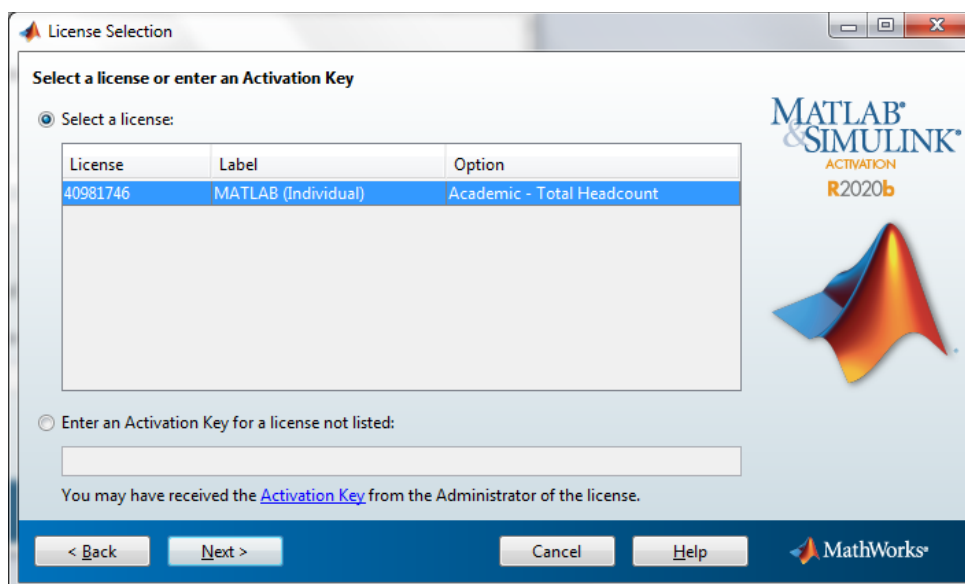 License Selection
Select a license or enter an Activation Key
Select a license:
License Label Option
40981746 MATLAB (Individual) Academic - Total Headcount
Enter an Activation Key for a license not listed:
You may have received the Activation Key from the Administrator of the license.
MATLAB®
&SIMULINK®
ACTIVATION
R2020b
< Back Next > Cancel Help MathWorks®